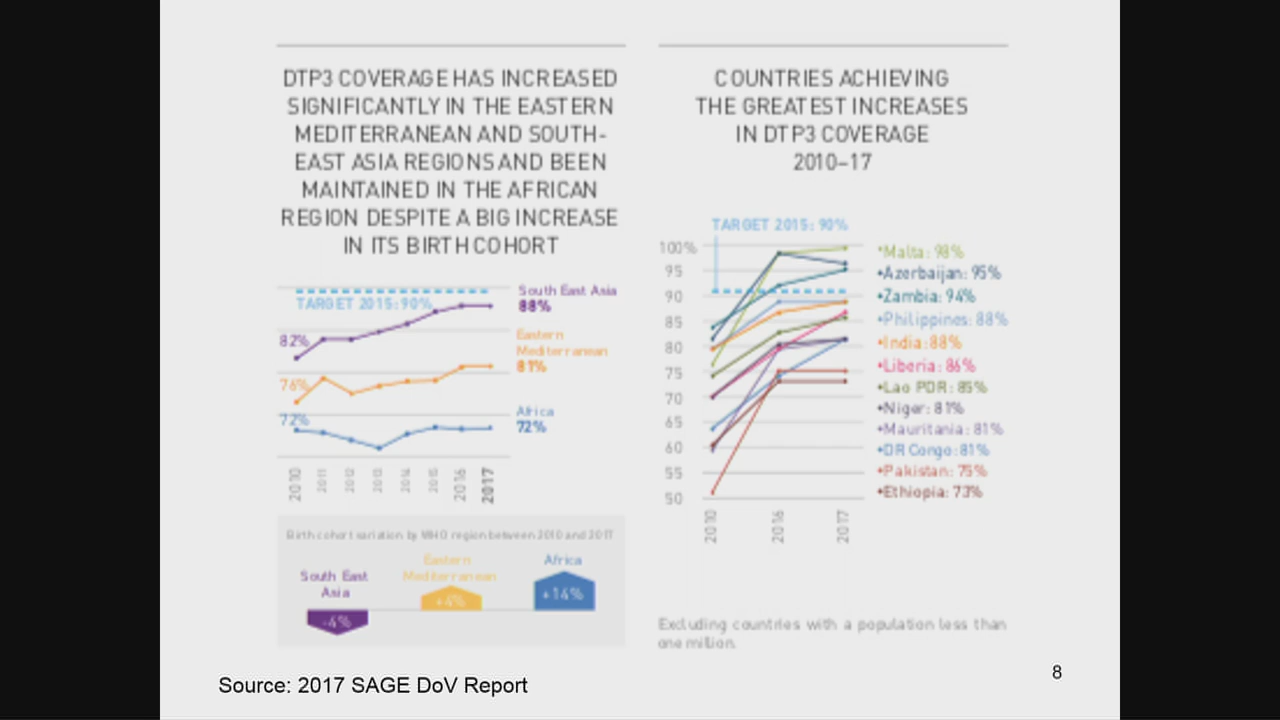 DTP3 COVERAGE HAS INCREASED
SIGNIFICANTLY IN THE EASTERN
MEDITERRANEAN AND SOUTH-
EAST ASIA REGIONS AND BEEN
MAINTAINED IN THE AFRICAN
REGION DESPITE A BIG INCREASE
IN ITS BIRTH COHORT
TARGET 2015: 90%
82%
76%
72%
South East Asia
88%
Eastern
Mediterranean
81%
Africa
72%
2010
2011
2012
2013
2014
2015
2016
2017
Birth cohort variation by WHO region between 2010 and 2017
South East
Asia
-4%
Eastern
Mediterranean
+4%
Africa
+14%
COUNTRIES ACHIEVING
THE GREATEST INCREASES
IN DTP3 COVERAGE
2010–17
TARGET 2015: 90%
100%
95
90
85
80
75
70
65
60
55
50
2010
2016
2017
•Malta: 98%
•Azerbaijan: 95%
•Zambia: 94%
•Philippines: 88%
•India: 88%
•Liberia: 86%
•Lao PDR: 85%
•Niger: 81%
•Mauritania: 81%
•DR Congo: 81%
•Pakistan: 75%
•Ethiopia: 73%
Excluding countries with a population less than
one million.
Source: 2017 SAGE DoV Report
8